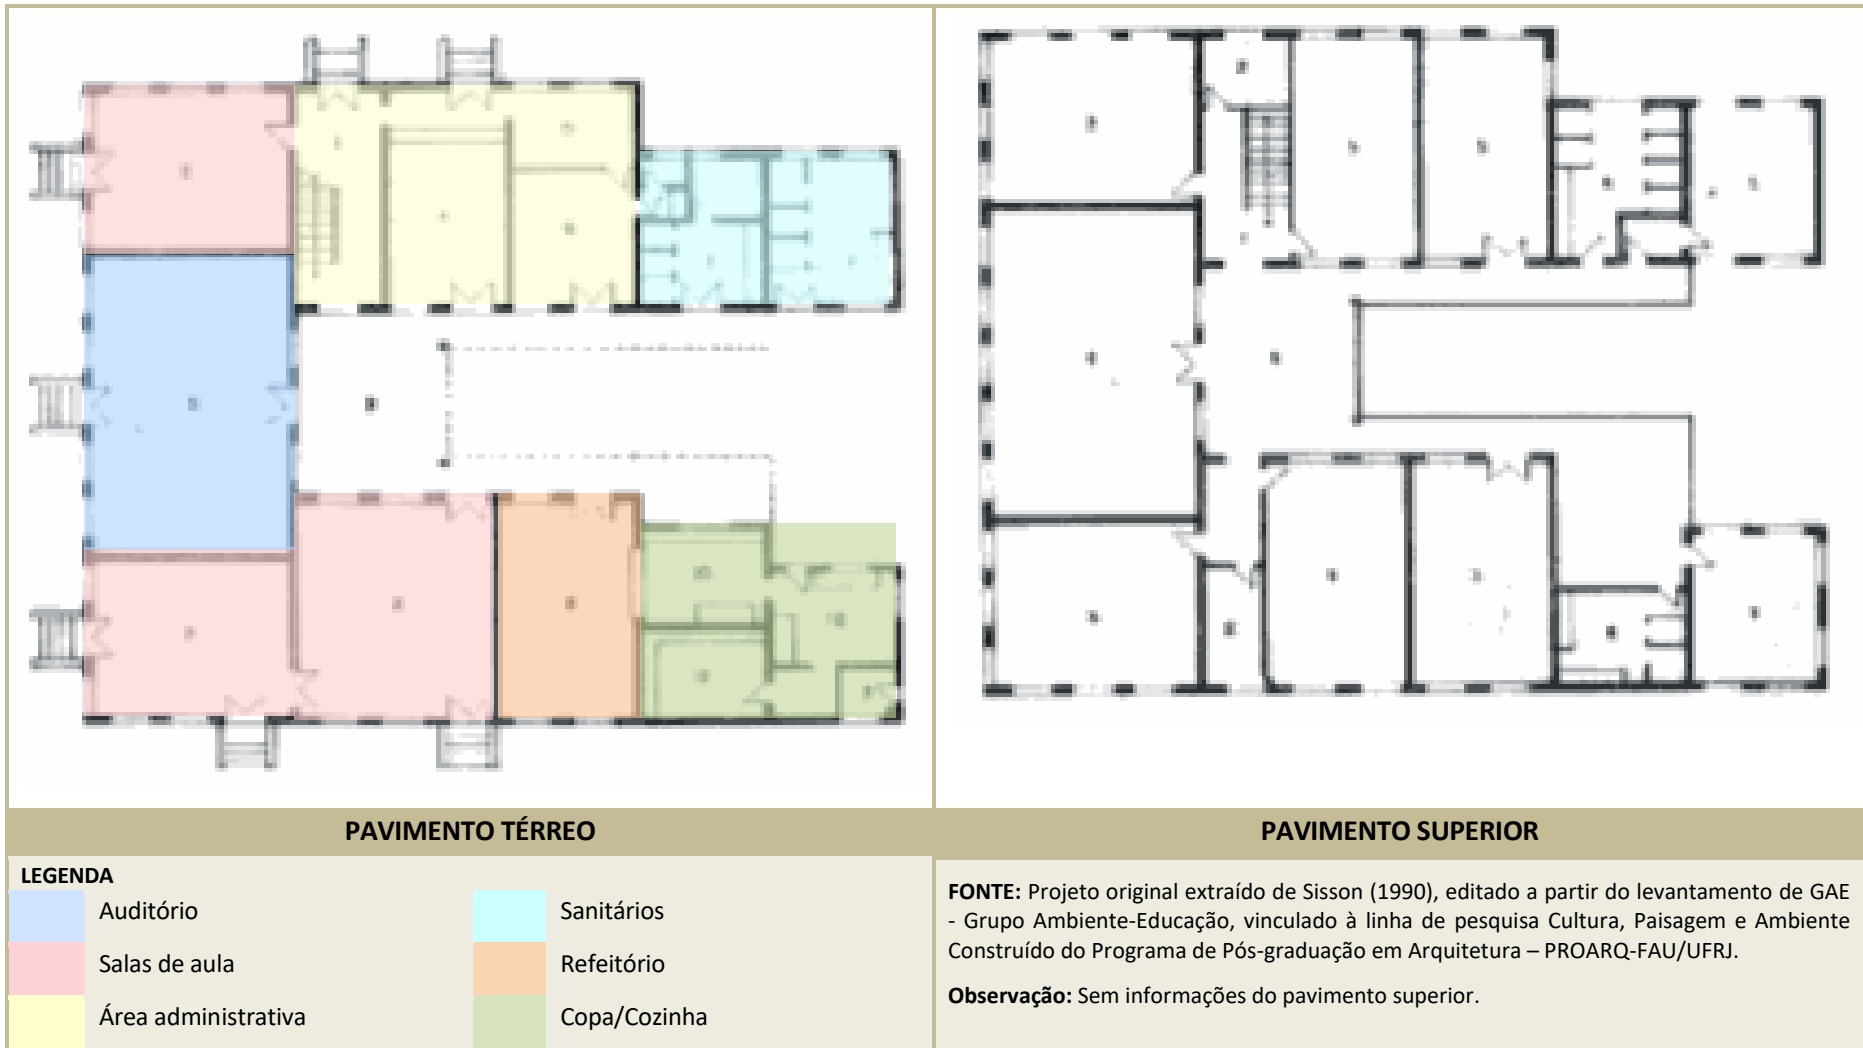 PAVIMENTO TÉRREO
PAVIMENTO SUPERIOR
LEGENDA
Auditório
Sanitários
Salas de aula
Refeitório
Área administrativa
Copa/Cozinha
FONTE: Projeto original extraído de Sisson (1990), editado a partir do levantamento de GAE
- Grupo Ambiente-Educação, vinculado à linha de pesquisa Cultura, Paisagem e Ambiente
Construído do Programa de Pós-graduação em Arquitetura – PROARQ-FAU/UFRJ.
Observação: Sem informações do pavimento superior.